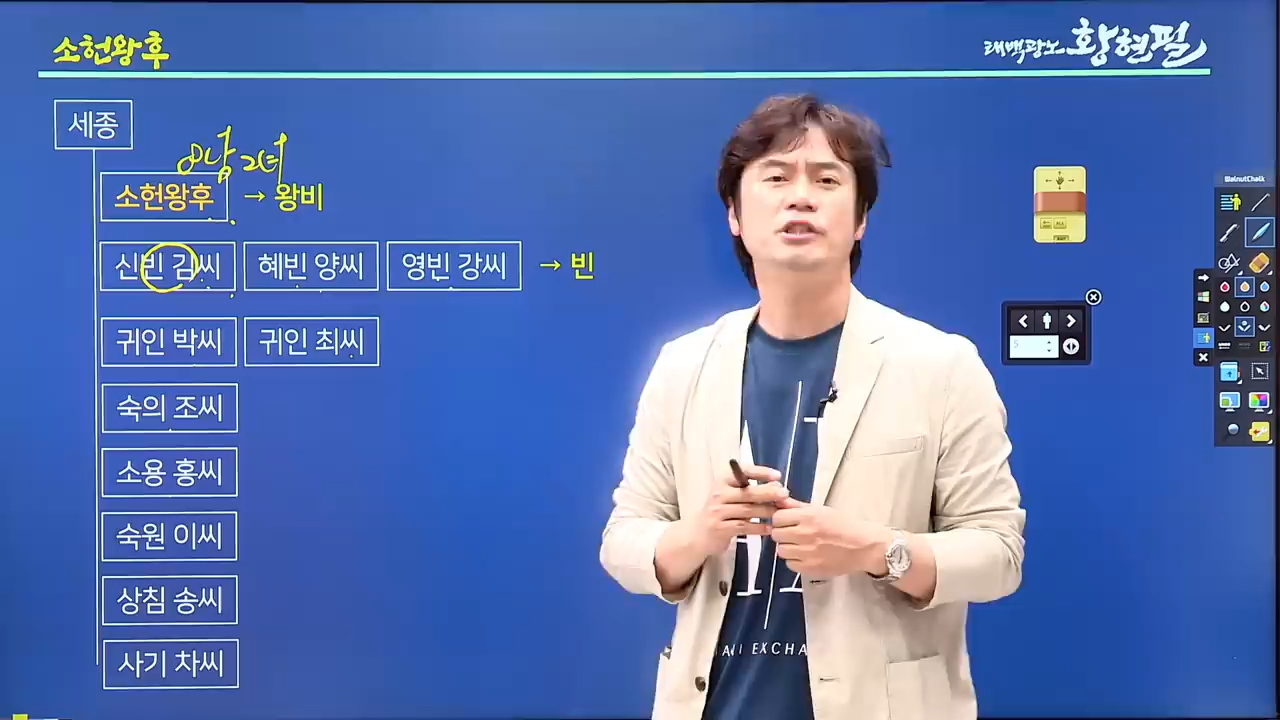 소헌왕후
태백광노 황현필
세종
8남 2녀
소헌왕후 → 왕비
신빈 김씨 혜빈 양씨 영빈 강씨 → 빈
귀인 박씨 귀인 최씨
숙의 조씨
소용 홍씨
숙원 이씨
상침 송씨
사기 차씨
WalnutChalk
5